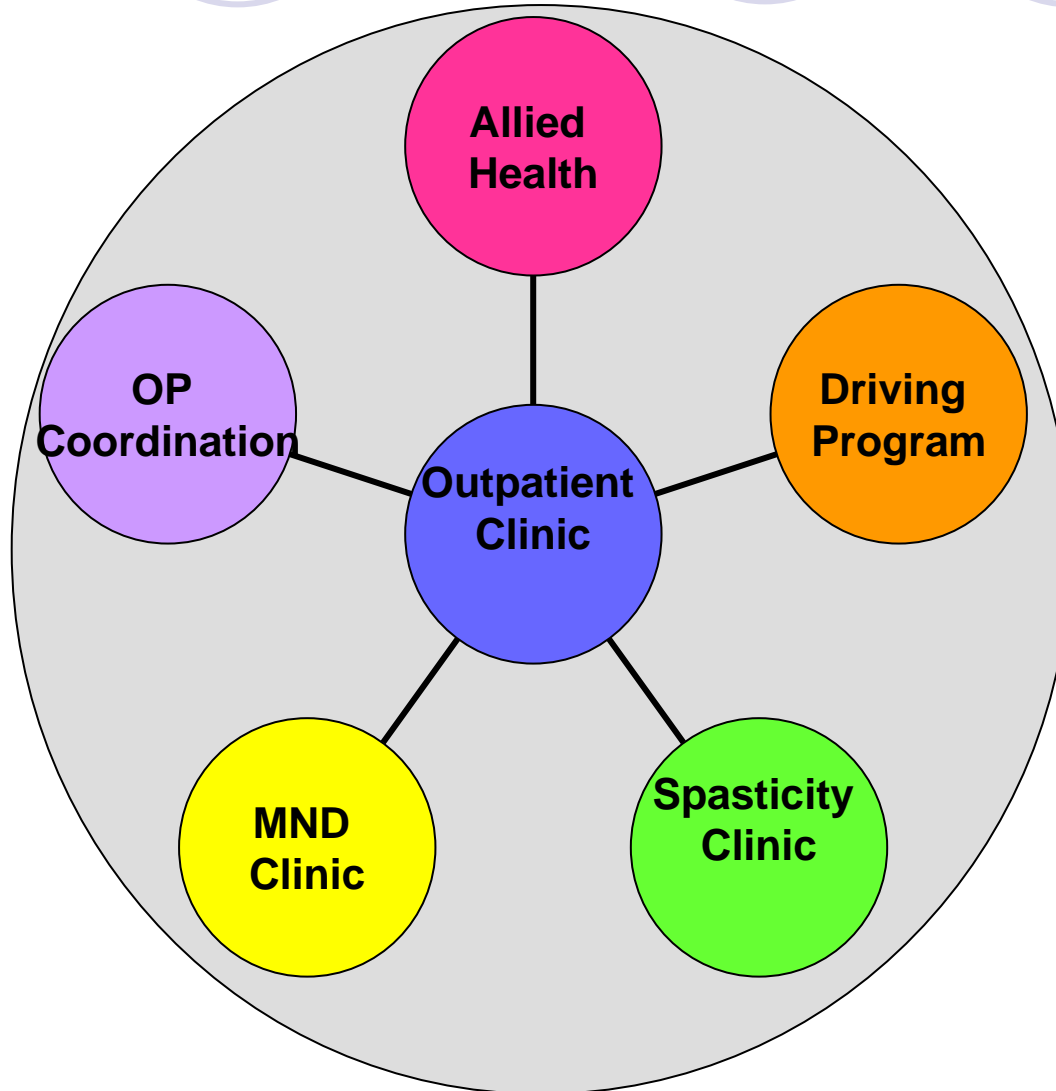 Allied
Health
OP
Coordination
Driving
Program
Outpatient
Clinic
MND
Clinic
Spasticity
Clinic